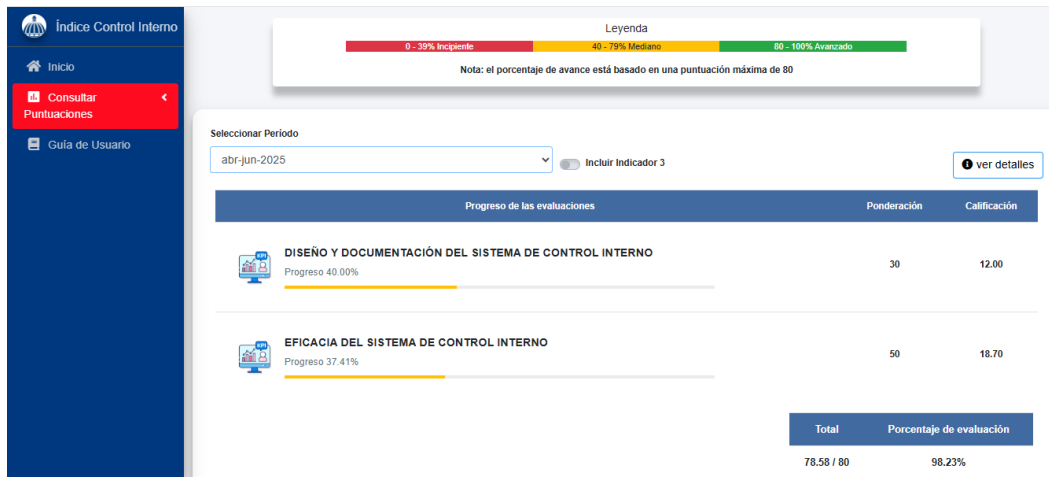 Índice Control Interno
Inicio
Consultar
Puntuaciones
Guía de Usuario
Leyenda
0 - 39% Incipiente
40 - 79% Mediano
80 - 100% Avanzado
Nota: el porcentaje de avance está basado en una puntuación máxima de 80
Seleccionar Período
abr-jun-2025
Incluir Indicador 3
ver detalles
Progreso de las evaluaciones
Ponderación
Calificación
KPI
DISEÑO Y DOCUMENTACIÓN DEL SISTEMA DE CONTROL INTERNO
Progreso 40.00%
30
12.00
KPI
EFICACIA DEL SISTEMA DE CONTROL INTERNO
Progreso 37.41%
50
18.70
Total
Porcentaje de evaluación
78.58 / 80
98.23%